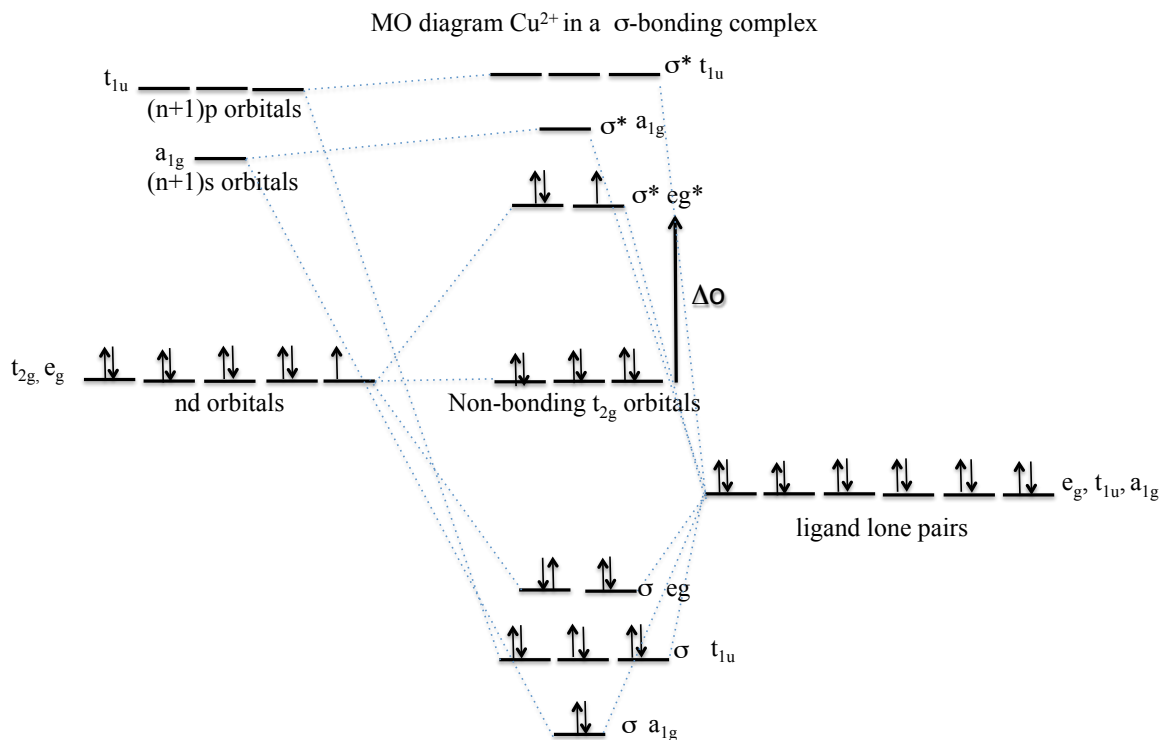 MO diagram Cu²⁺ in a σ-bonding complex
t₁ᵤ
(n+1)p orbitals
σ* t₁ᵤ
a₁g
(n+1)s orbitals
σ* a₁g
σ* eg*
Δo
t₂g, eg
nd orbitals
Non-bonding t₂g orbitals
eg, t₁ᵤ, a₁g
ligand lone pairs
σ eg
σ t₁ᵤ
σ a₁g